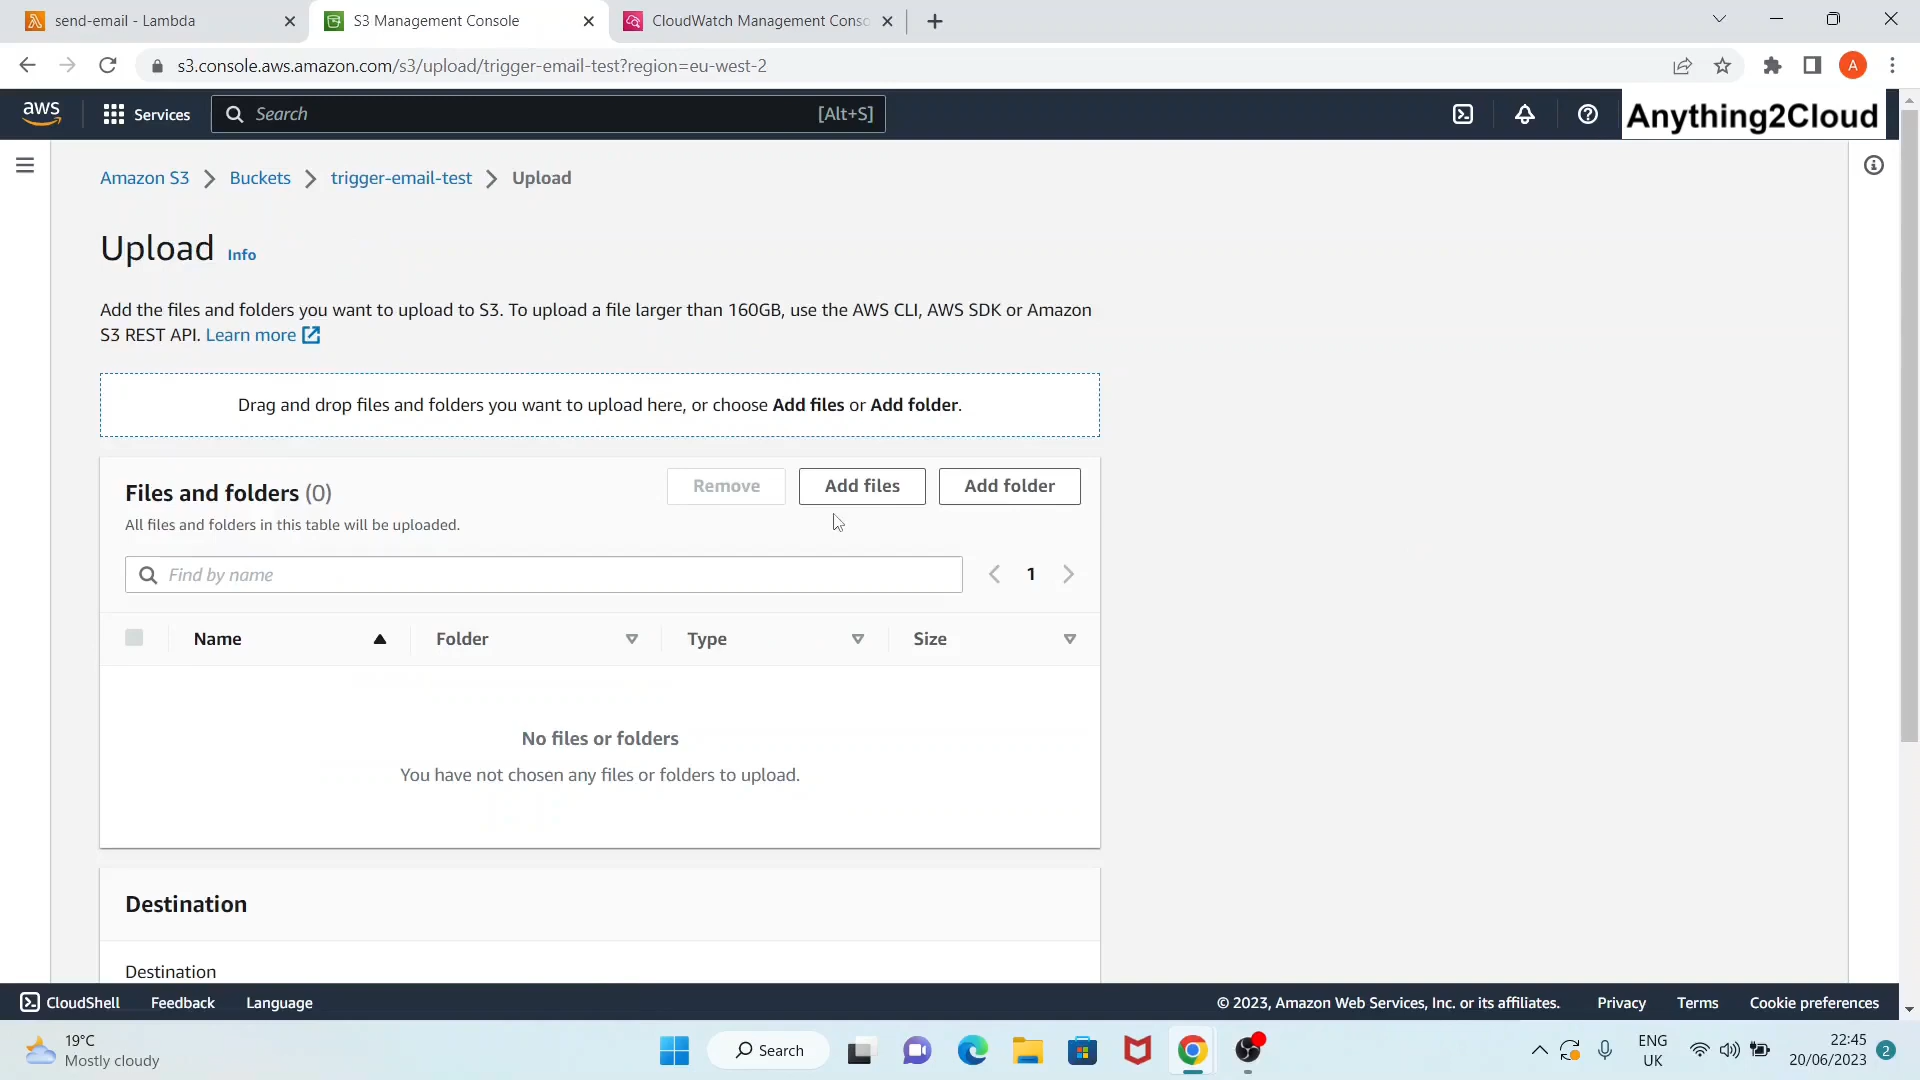 send-email - Lambda
S3 Management Console
CloudWatch Management Conso
s3.console.aws.amazon.com/s3/upload/trigger-email-test?region=eu-west-2
A
aws
Services
Search
[Alt+S]
Anything2Cloud
Amazon S3
Buckets
trigger-email-test
Upload
Upload
Info
Add the files and folders you want to upload to S3. To upload a file larger than 160GB, use the AWS CLI, AWS SDK or Amazon
S3 REST API. Learn more
Drag and drop files and folders you want to upload here, or choose Add files or Add folder.
Files and folders (0)
All files and folders in this table will be uploaded.
Remove
Add files
Add folder
Find by name
1
Name
Folder
Type
Size
No files or folders
You have not chosen any files or folders to upload.
Destination
Destination
CloudShell
Feedback
Language
© 2023, Amazon Web Services, Inc. or its affiliates.
Privacy
Terms
Cookie preferences
19°C
Mostly cloudy
Search
ENG
UK
22:45
20/06/2023
2